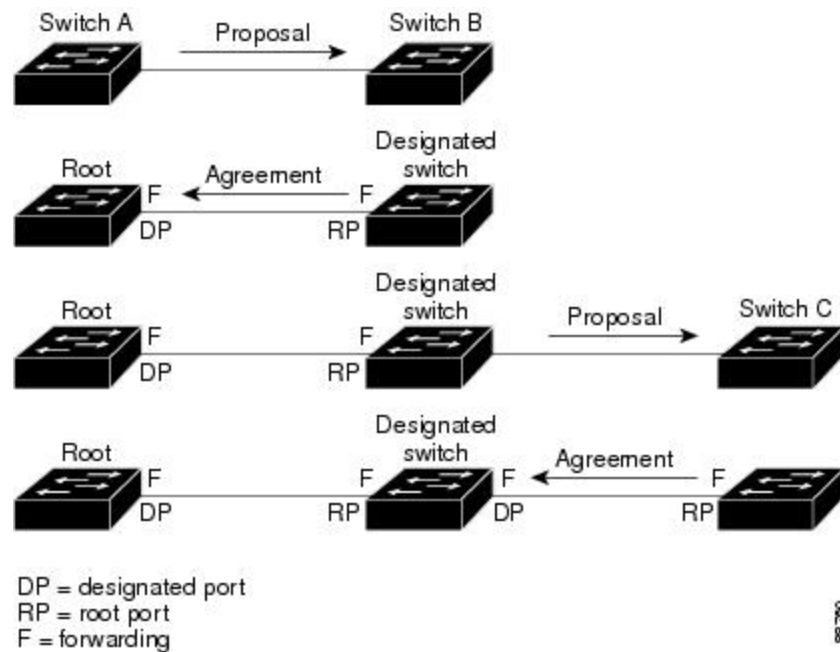 Switch A
Proposal
Switch B
Root
F
Agreement
Designated
switch
F
DP
RP
Root
F
Designated
switch
F
Proposal
Switch C
DP
RP
Root
F
Designated
switch
F
F
Agreement
F
DP
RP
DP
RP
DP = designated port
RP = root port
F = forwarding